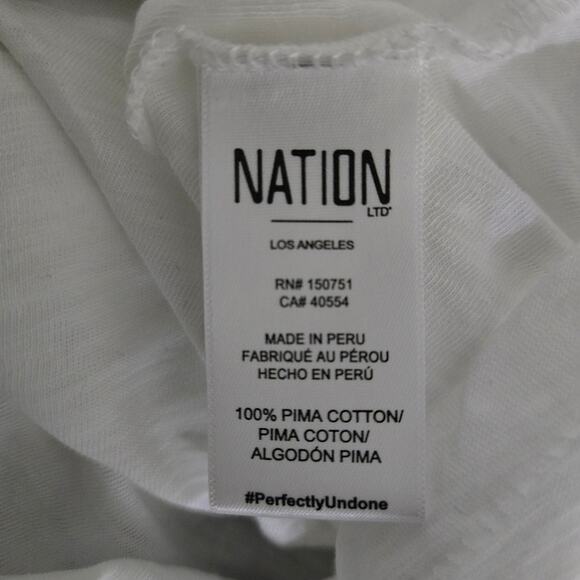 NATION
LTD
LOS ANGELES
RN# 150751
CA# 40554
MADE IN PERU
FABRIQUÉ AU PÉROU
HECHO EN PERÚ
100% PIMA COTTON/
PIMA COTON/
ALGODÓN PIMA
#PerfectlyUndone